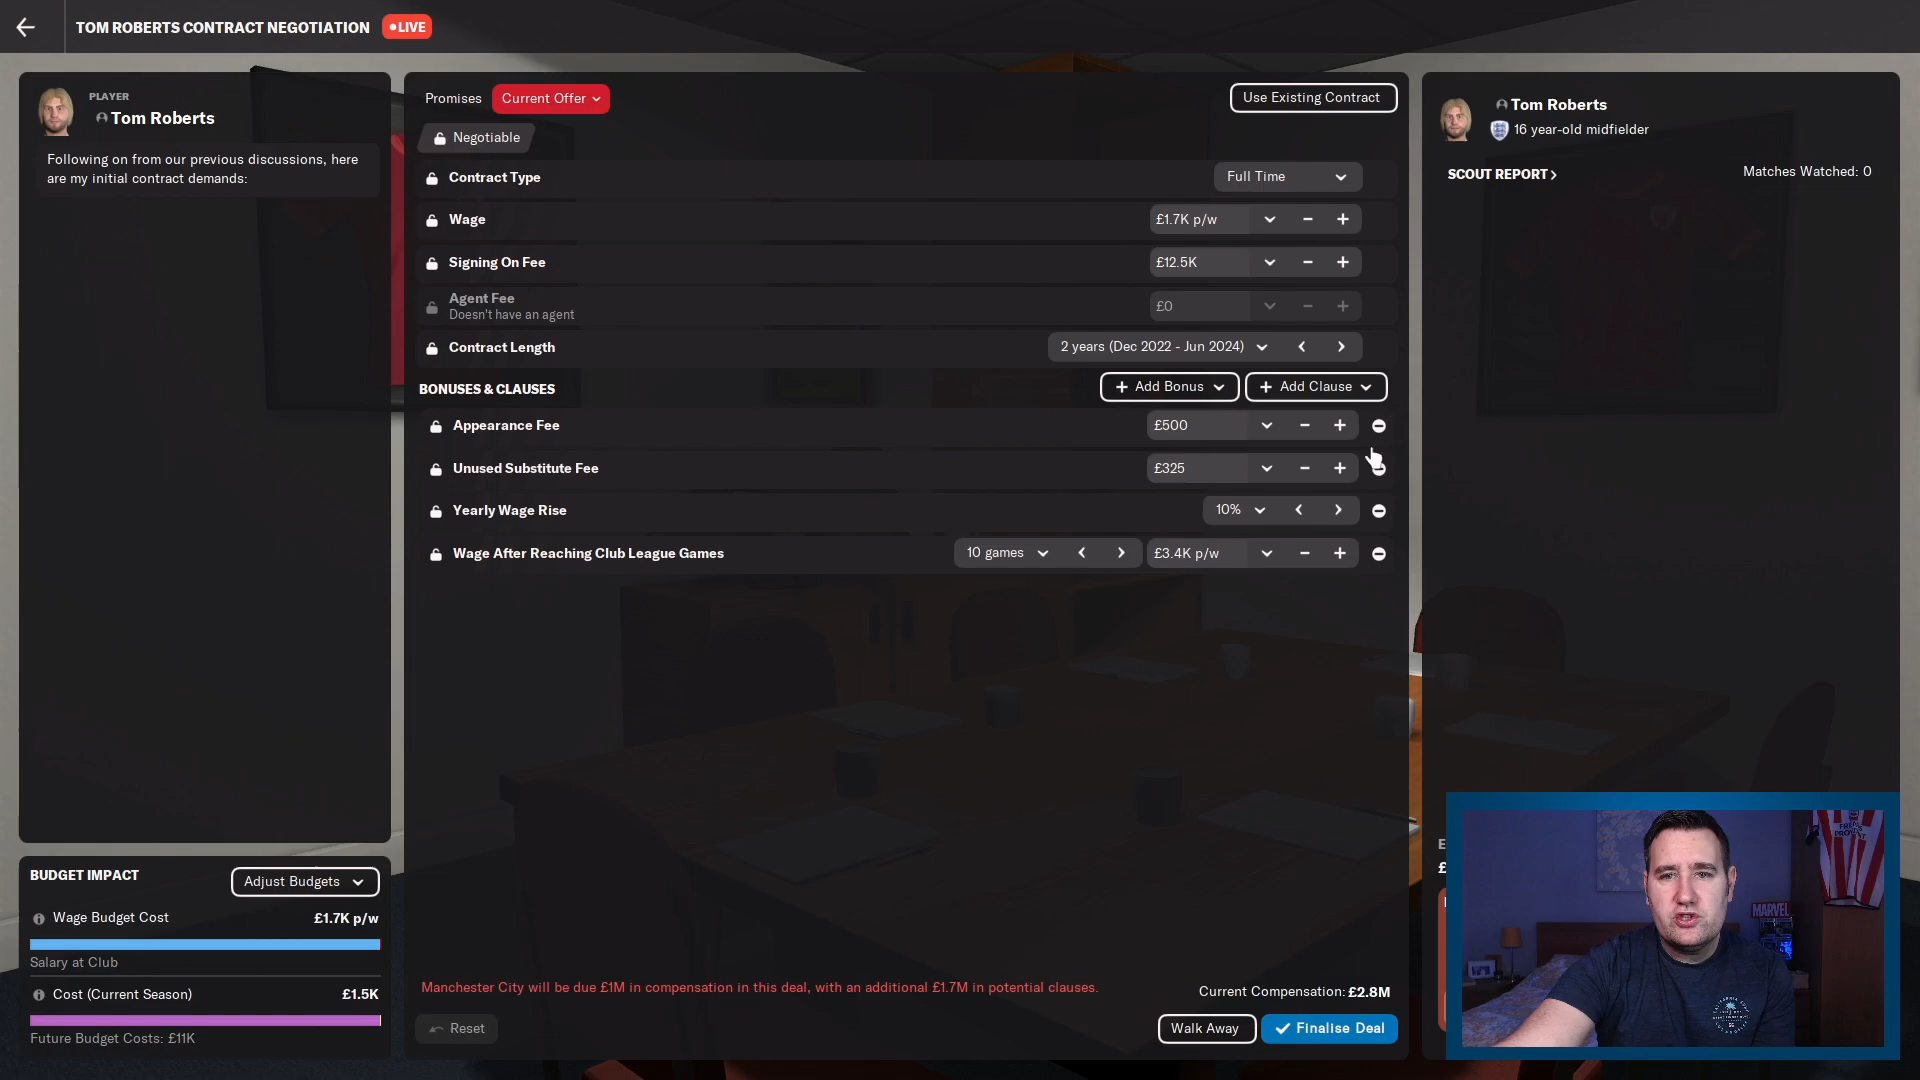 TOM ROBERTS CONTRACT NEGOTIATION
LIVE
PLAYER
Tom Roberts
Following on from our previous discussions, here
are my initial contract demands:
Promises
Current Offer
Use Existing Contract
Negotiable
Contract Type
Full Time
Wage
£1.7K p/w
Signing On Fee
£12.5K
Agent Fee
Doesn't have an agent
£0
Contract Length
2 years (Dec 2022 - Jun 2024)
BONUSES & CLAUSES
+ Add Bonus
+ Add Clause
Appearance Fee
£500
Unused Substitute Fee
£325
Yearly Wage Rise
10%
Wage After Reaching Club League Games
10 games
£3.4K p/w
Tom Roberts
16 year-old midfielder
SCOUT REPORT
Matches Watched: 0
BUDGET IMPACT
Adjust Budgets
Wage Budget Cost
£1.7K p/w
Salary at Club
Cost (Current Season)
£1.5K
Future Budget Costs: £11K
Manchester City will be due £1M in compensation in this deal, with an additional £1.7M in potential clauses.
Current Compensation: £2.8M
Reset
Walk Away
Finalise Deal
MARVEL